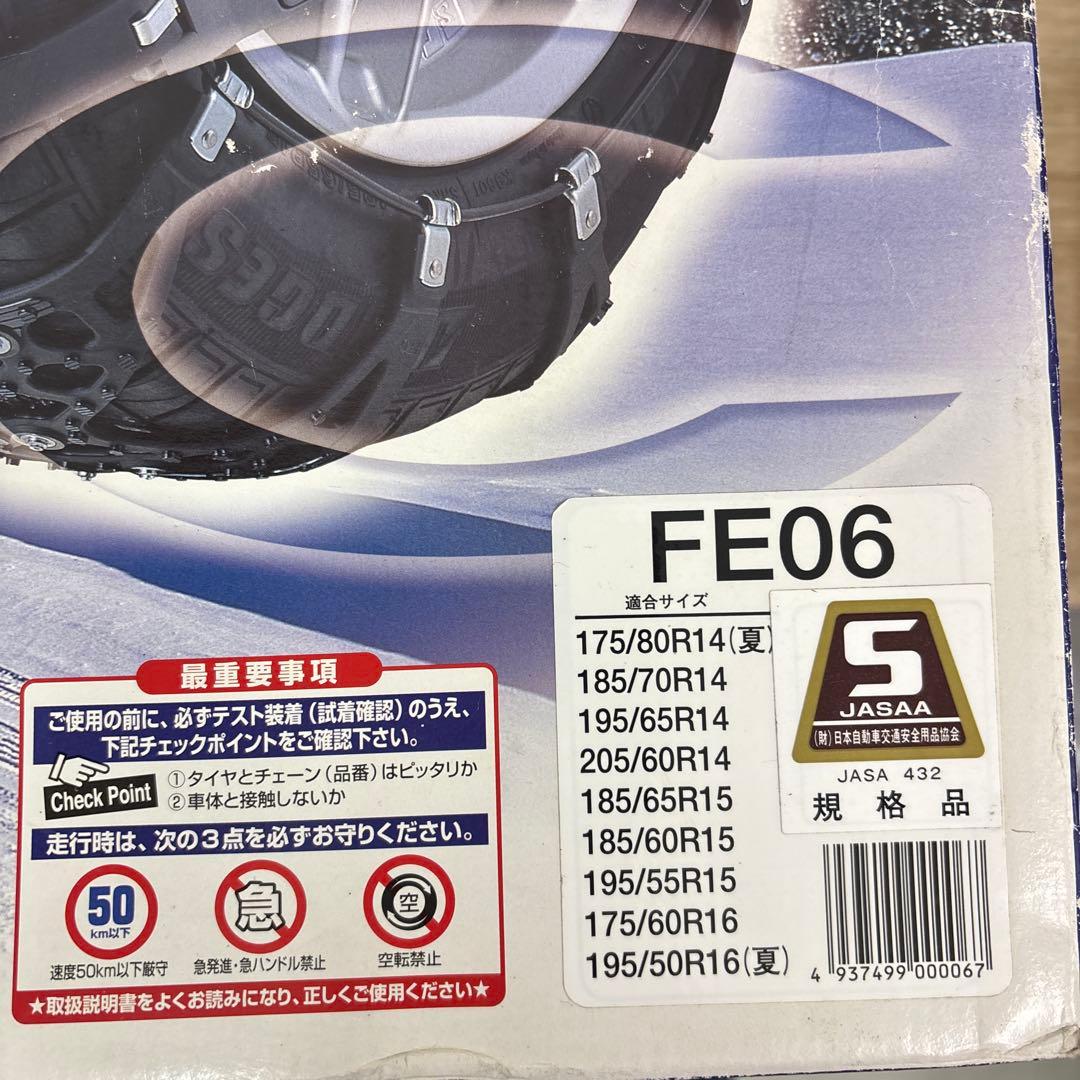 UGES
FE06
適合サイズ
175/80R14(夏)
185/70R14
195/65R14
205/60R14
185/65R15
185/60R15
195/55R15
175/60R16
195/50R16(夏)
S
JASAA
(財)日本自動車交通安全用品協会
JASA 432
規格品
4 937499 000067
最重要事項
ご使用の前に、必ずテスト装着(試着確認)のうえ、
下記チェックポイントをご確認下さい。
Check Point
①タイヤとチェーン(品番)はピッタリか
②車体と接触しないか
走行時は、次の3点を必ずお守りください。
50
km以下
速度50km以下厳守
急
急発進・急ハンドル禁止
空
空転禁止
★取扱説明書をよくお読みになり、正しくご使用ください★